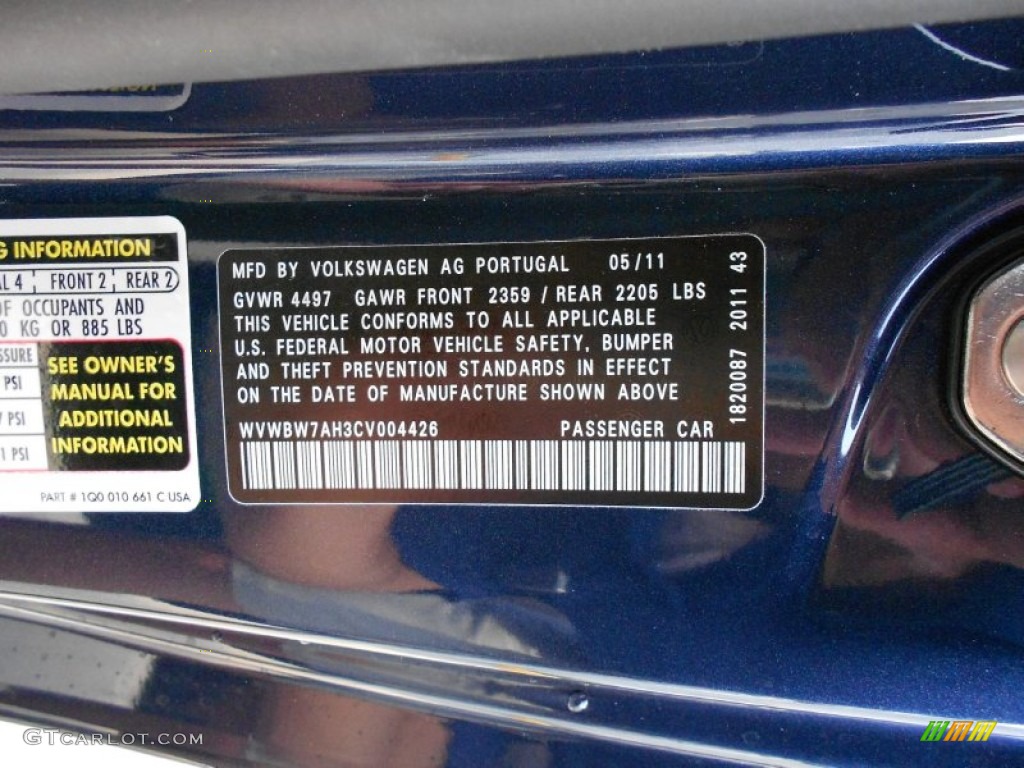 G INFORMATION
AL 4 FRONT 2 REAR 2
OF OCCUPANTS AND
0 KG OR 885 LBS
SSURE
PSI
PSI
1 PSI
SEE OWNER'S
MANUAL FOR
ADDITIONAL
INFORMATION
PART # 1Q0 010 661 C USA
MFD BY VOLKSWAGEN AG PORTUGAL 05/11
GVWR 4497 GAWR FRONT 2359 / REAR 2205 LBS
THIS VEHICLE CONFORMS TO ALL APPLICABLE
U.S. FEDERAL MOTOR VEHICLE SAFETY, BUMPER
AND THEFT PREVENTION STANDARDS IN EFFECT
ON THE DATE OF MANUFACTURE SHOWN ABOVE
WVWBW7AH3CV004426 PASSENGER CAR
1820087 2011 43
GTCARLOT.COM